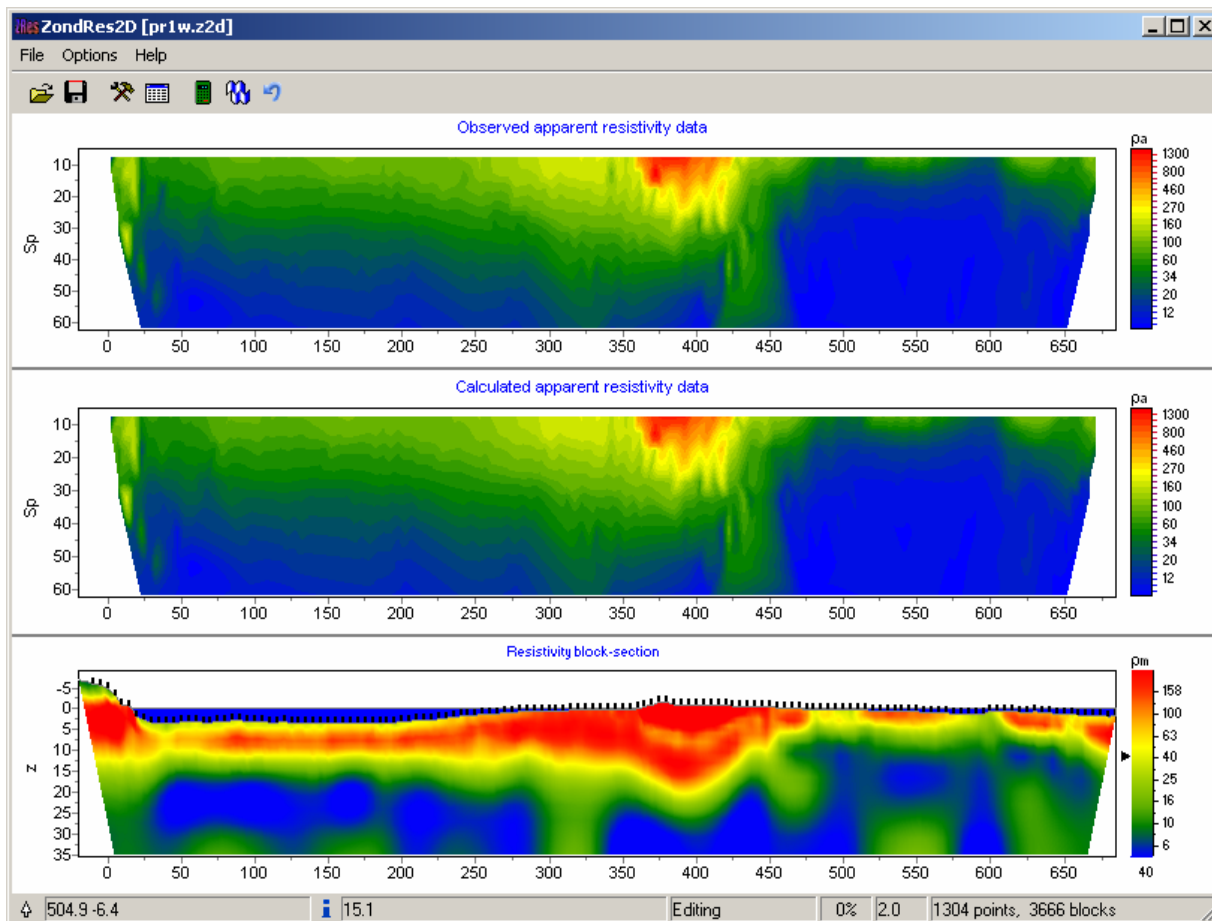 zRes ZondRes2D [pr1w.z2d]
File Options Help
Observed apparent resistivity data
ρa
10 20 30 40 50 60
Sp
1300 800 460 270 160 100 60 34 20 12
0 50 100 150 200 250 300 350 400 450 500 550 600 650
Calculated apparent resistivity data
ρa
10 20 30 40 50 60
Sp
1300 800 460 270 160 100 60 34 20 12
0 50 100 150 200 250 300 350 400 450 500 550 600 650
Resistivity block-section
ρm
-5 0 5 10 15 20 25 30 35
z
158 100 63 40 25 16 10 6
0 50 100 150 200 250 300 350 400 450 500 550 600 650
40
504.9 -6.4 i 15.1 Editing 0% 2.0 1304 points, 3666 blocks